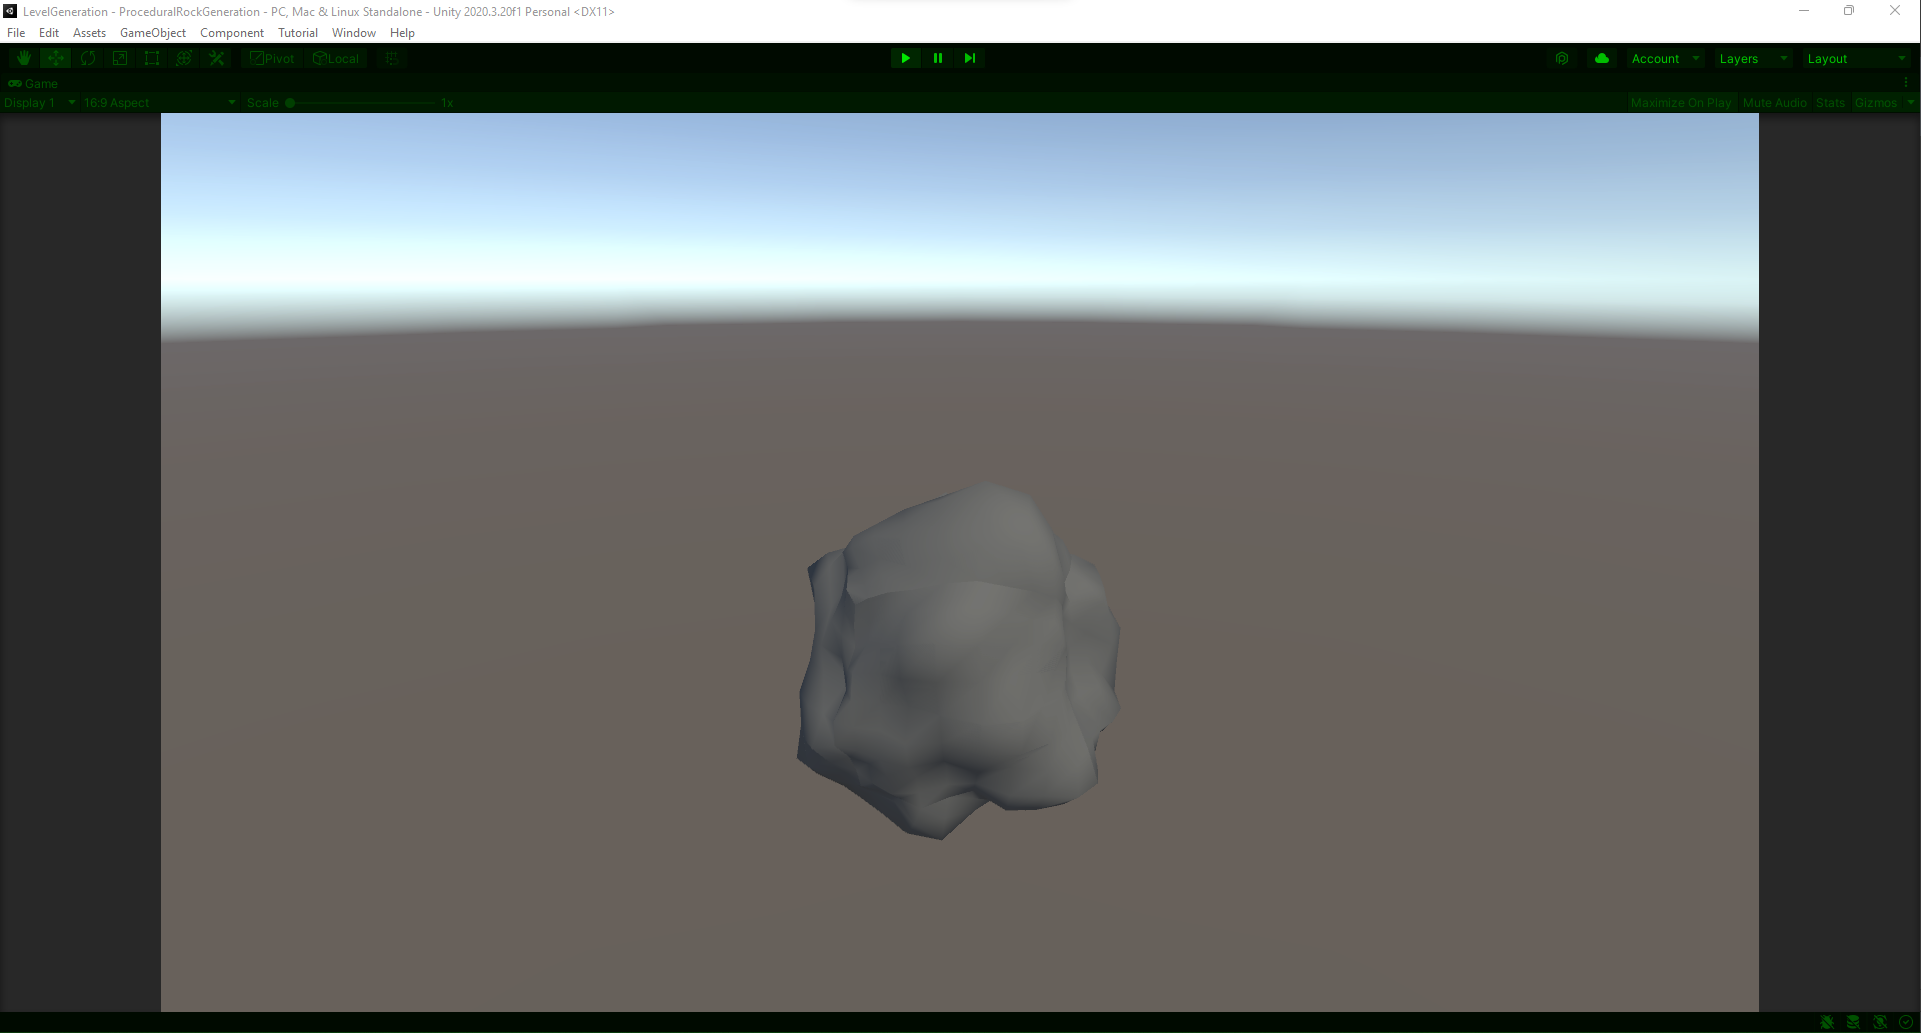 LevelGeneration - ProceduralRockGeneration - PC, Mac & Linux Standalone - Unity 2020.3.20f1 Personal <DX11>
File Edit Assets GameObject Component Tutorial Window Help
Pivot Local Account Layers Layout
Game
Display 1 16:9 Aspect Scale 1x Maximize On Play Mute Audio Stats Gizmos